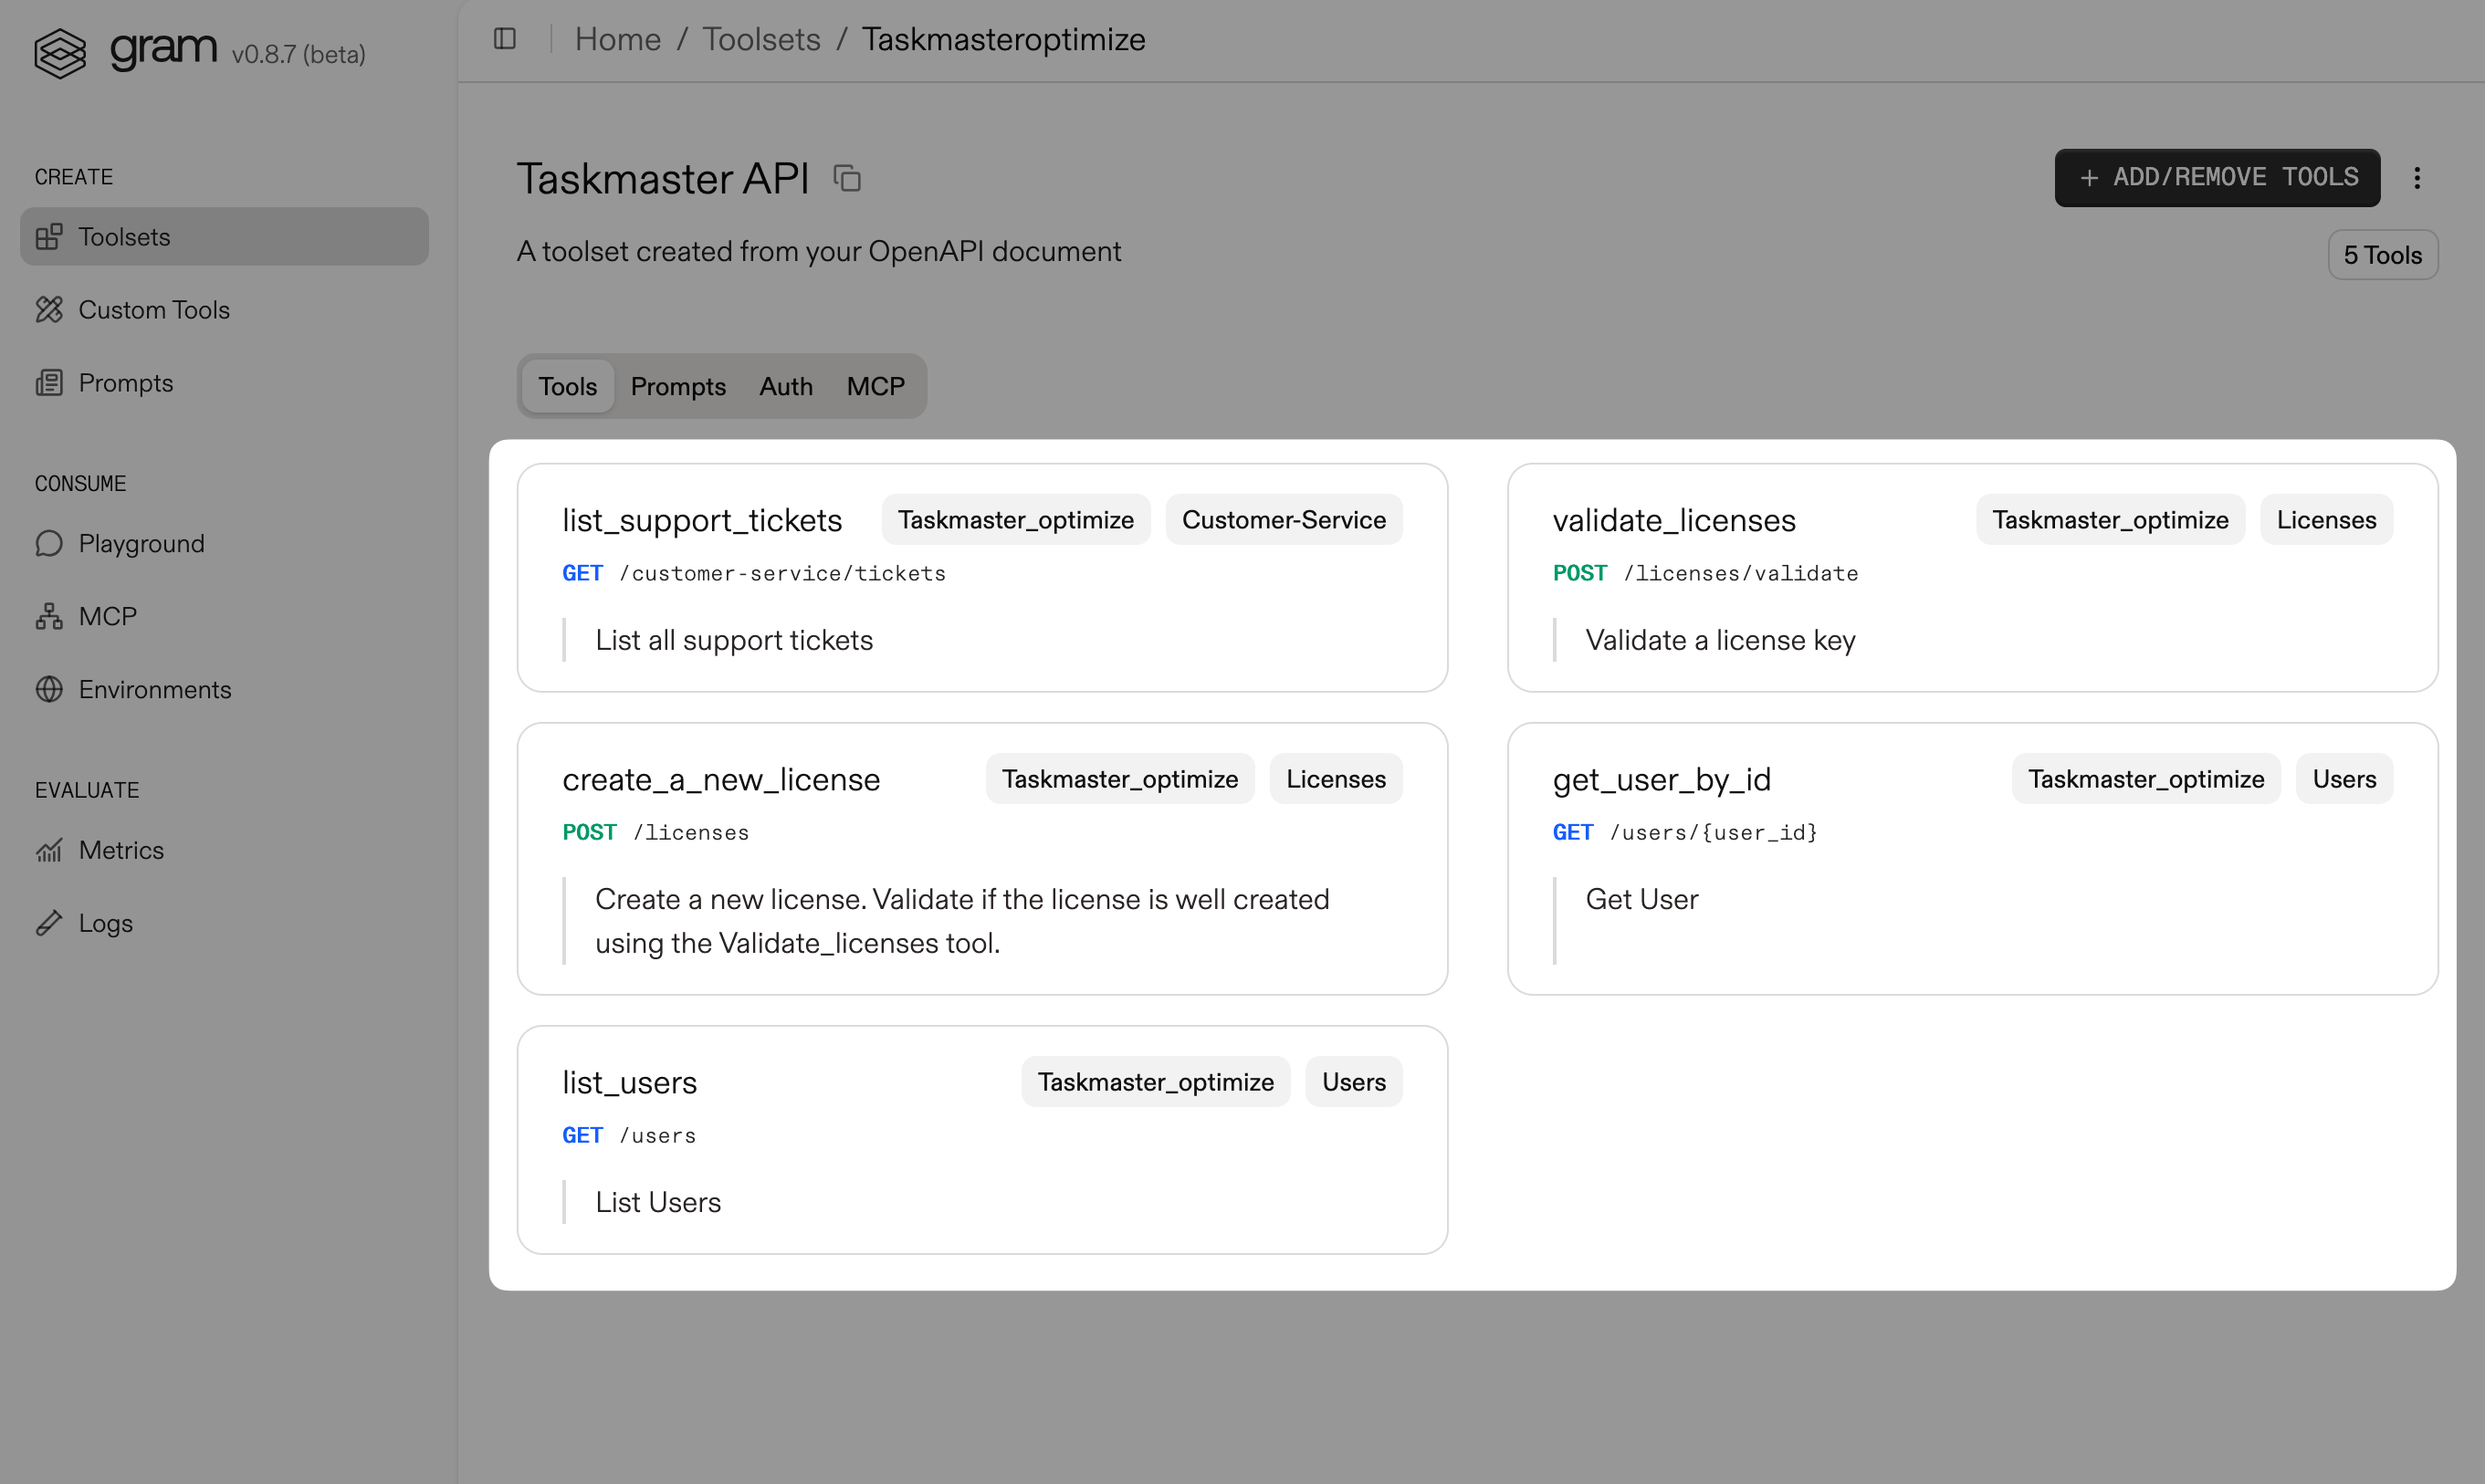 gram v0.8.7 (beta)
CREATE
Toolsets
Custom Tools
Prompts
CONSUME
Playground
MCP
Environments
EVALUATE
Metrics
Logs
Home / Toolsets / Taskmasteroptimize
Taskmaster API
+ ADD/REMOVE TOOLS
A toolset created from your OpenAPI document
5 Tools
Tools Prompts Auth MCP
list_support_tickets Taskmaster_optimize Customer-Service
GET /customer-service/tickets
List all support tickets
validate_licenses Taskmaster_optimize Licenses
POST /licenses/validate
Validate a license key
create_a_new_license Taskmaster_optimize Licenses
POST /licenses
Create a new license. Validate if the license is well created
using the Validate_licenses tool.
get_user_by_id Taskmaster_optimize Users
GET /users/{user_id}
Get User
list_users Taskmaster_optimize Users
GET /users
List Users